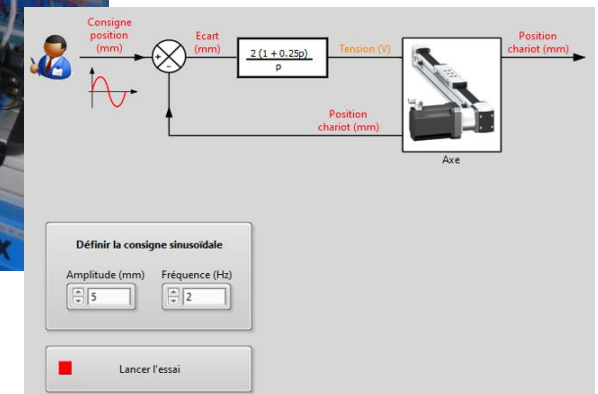 Consigne
position
(mm)
Ecart
(mm)
2 (1 + 0.25p)
p
Tension (V)
Position
chariot (mm)
+
-
Position
chariot (mm)
Axe
Définir la consigne sinusoïdale
Amplitude (mm) Fréquence (Hz)
5 2
Lancer l'essai